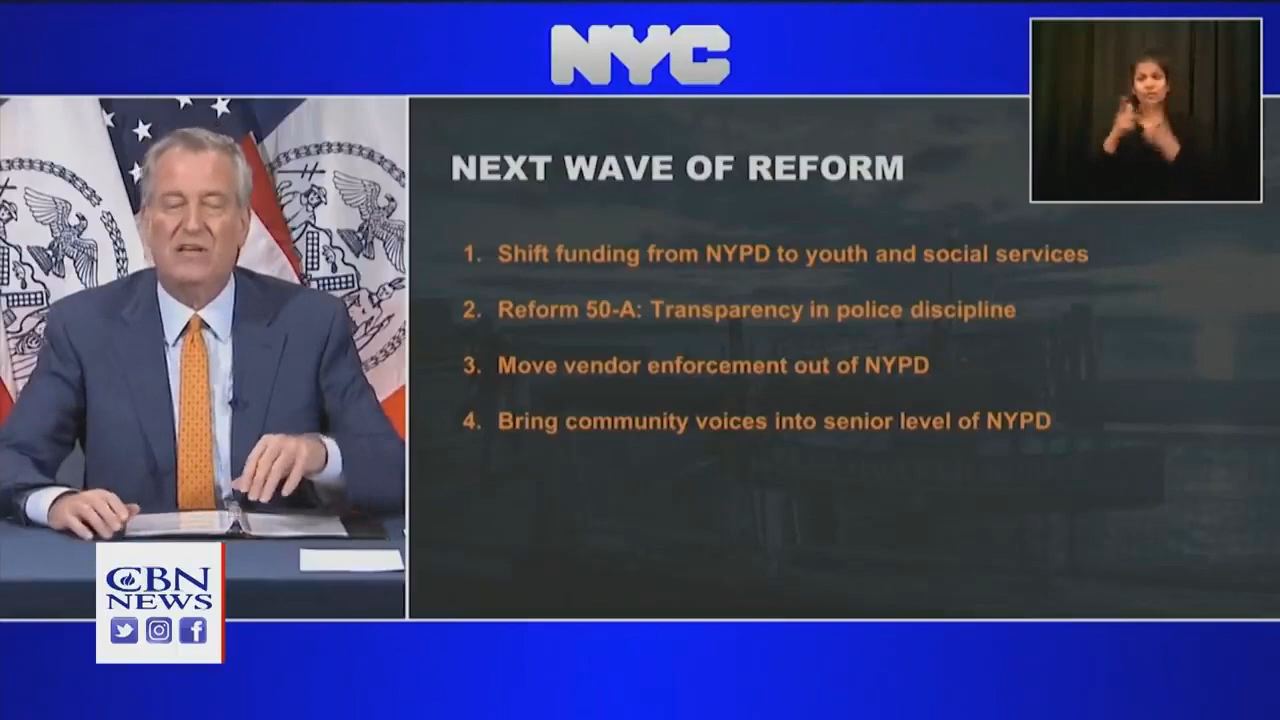 NYC
NEXT WAVE OF REFORM
1. Shift funding from NYPD to youth and social services
2. Reform 50-A: Transparency in police discipline
3. Move vendor enforcement out of NYPD
4. Bring community voices into senior level of NYPD
CBN
NEWS